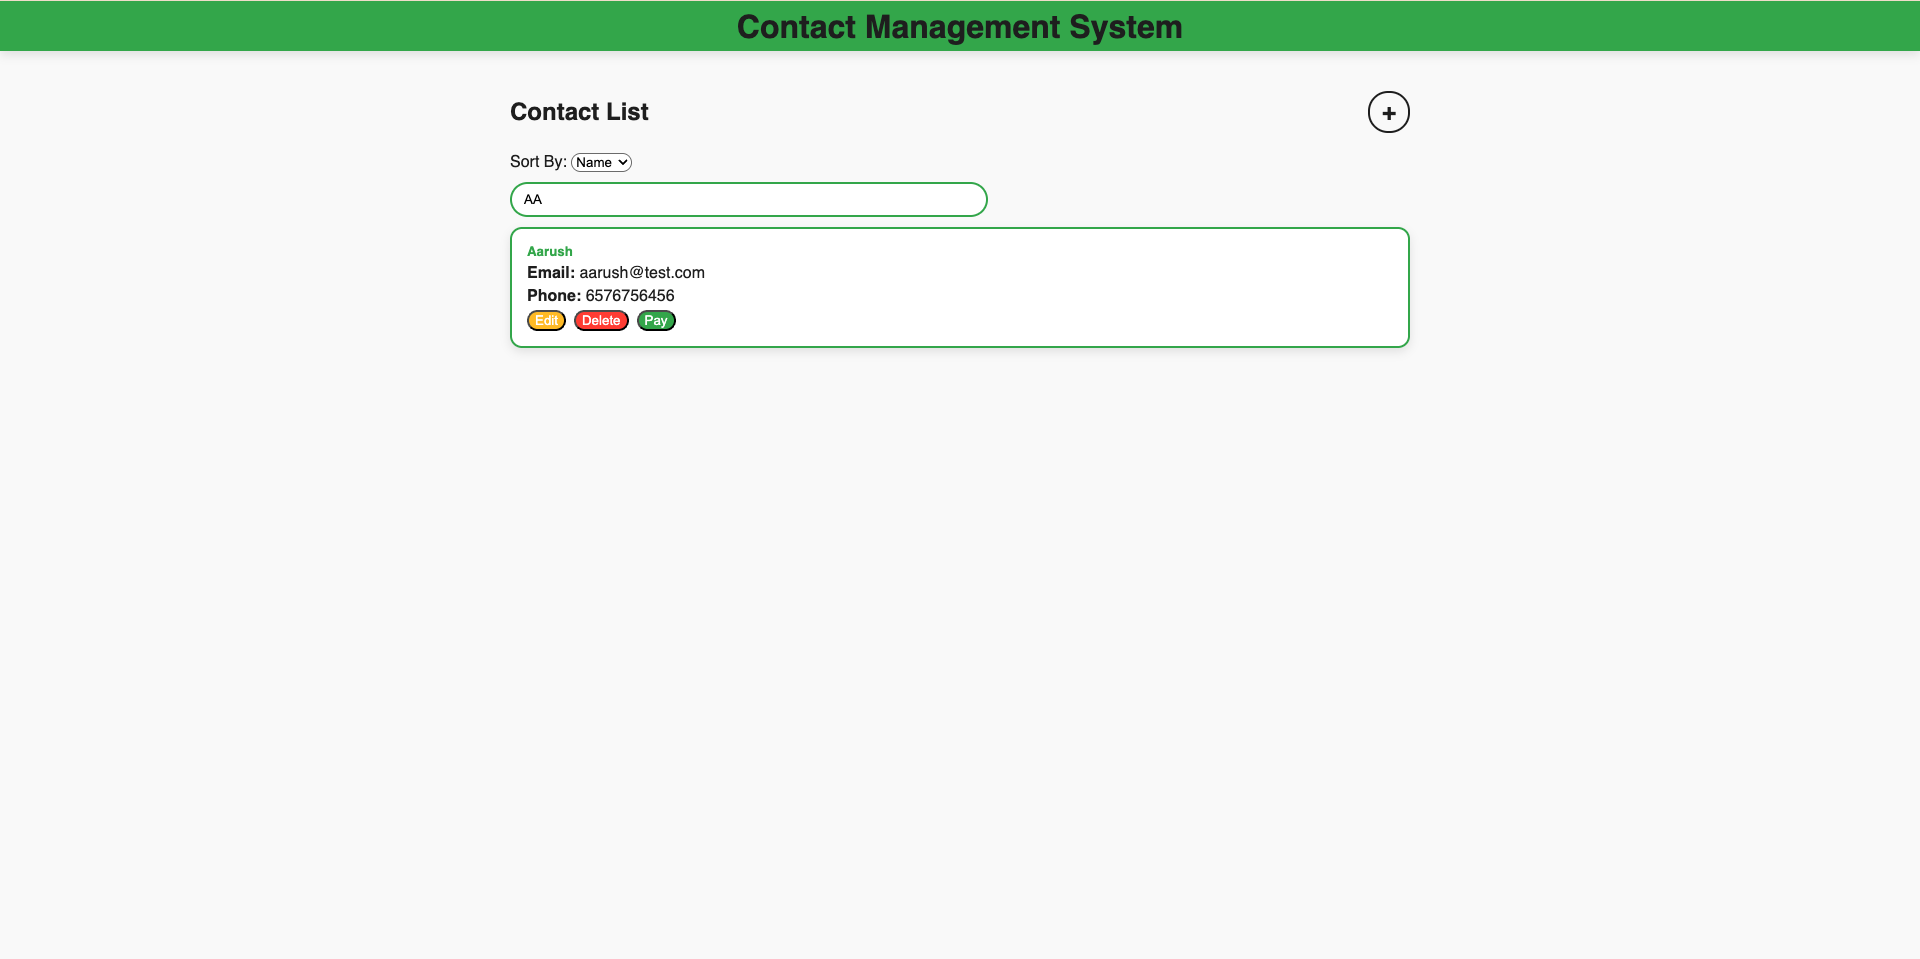 Contact Management System
Contact List
+
Sort By: Name
AA
Aarush
Email: aarush@test.com
Phone: 6576756456
Edit Delete Pay